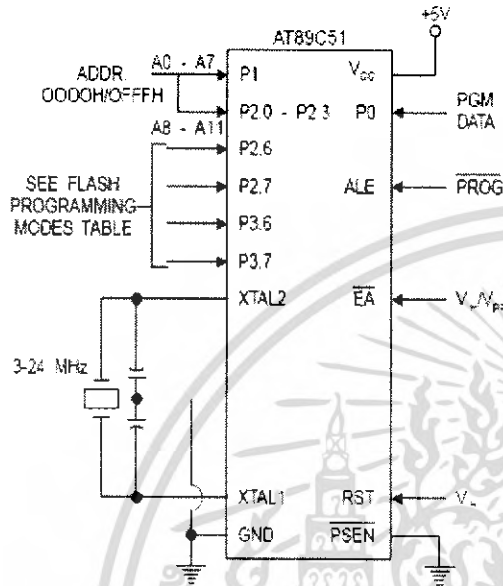 +5V
AT89C51
A0 - A7
ADDR.
OOOOH/OFFFH
P1
VCC
P2.0 - P2.3
P0
PGM
DATA
A8 - A11
P2.6
SEE FLASH
PROGRAMMING
MODES TABLE
P2.7
ALE
PROG
P3.6
P3.7
XTAL2
EA
3-24 MHz
XTAL1
RST
GND
PSEN